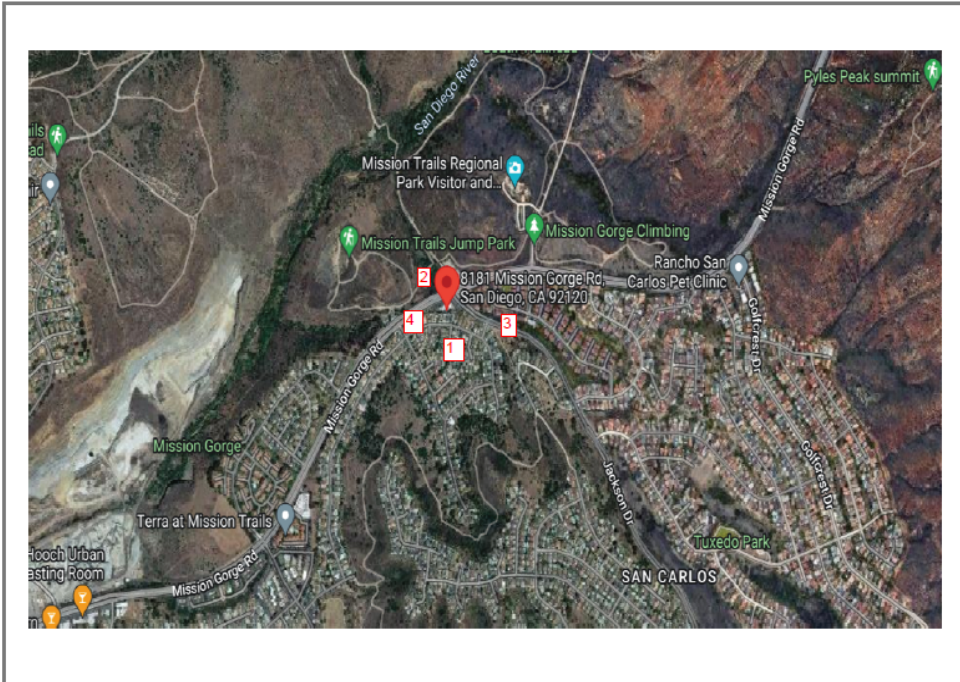 San Diego River
Pyles Peak summit
ails
ad
air
Mission Trails Regional
Park Visitor and...
Mission Gorge Rd
Mission Trails Jump Park
Mission Gorge Climbing
Rancho San
Carlos Pet Clinic
2
8181 Mission Gorge Rd,
San Diego, CA 92120
4
3
1
Golfcrest Dr
Mission Gorge Rd
Mission Gorge
Golfcrest Dr
Jackson Dr
Terra at Mission Trails
Tuxedo Park
Hooch Urban
asting Room
Mission Gorge Rd
SAN CARLOS